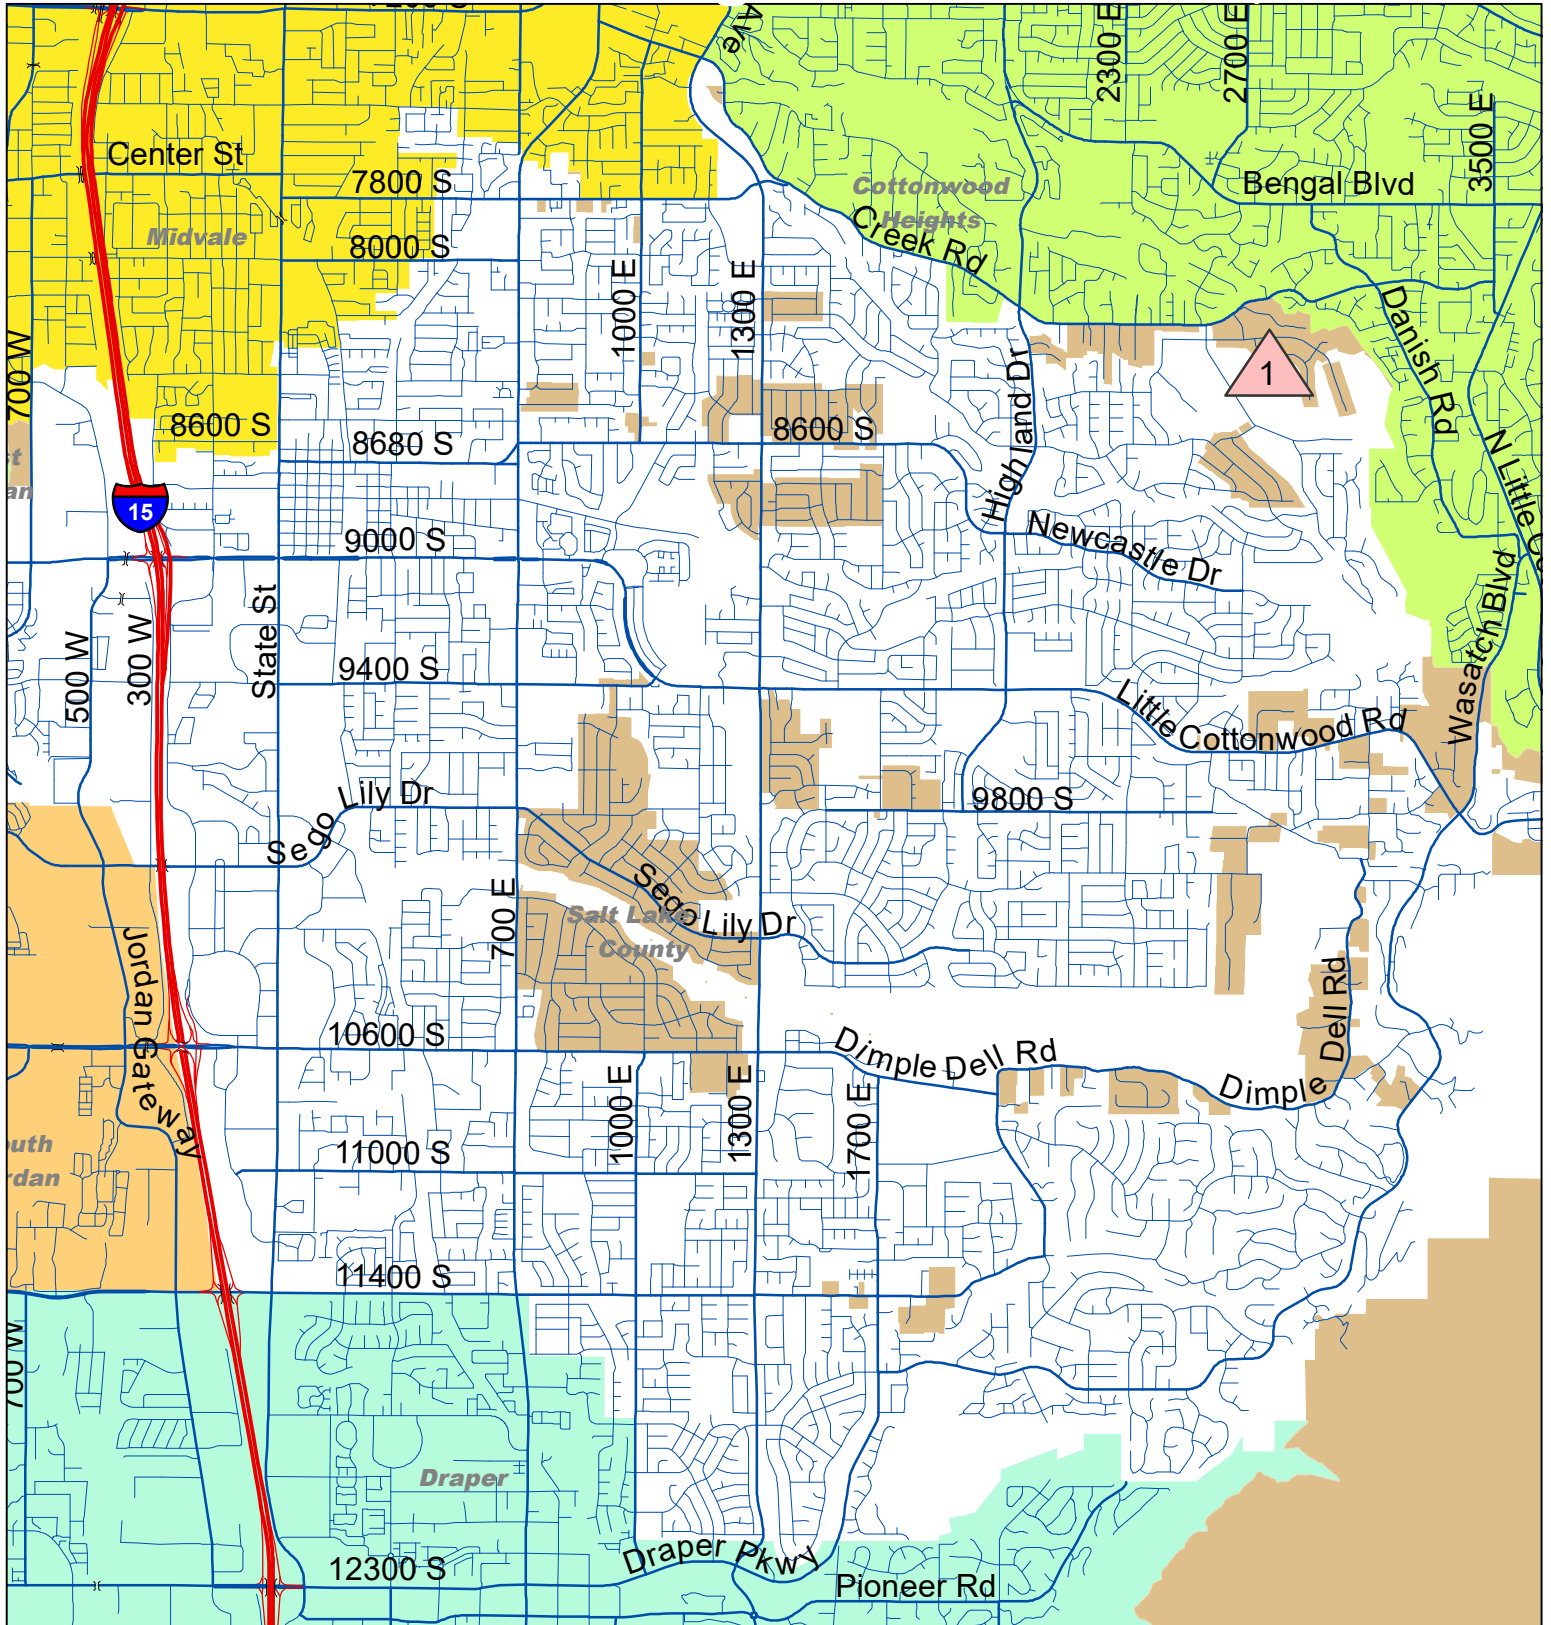 Ave
2300 E
2700 E
3500 E
Center St
7800 S
Bengal Blvd
Cottonwood
Heights
Midvale
8000 S
Creek Rd
1000 E
1300 E
Danish Rd
700 W
Highland Dr
1
8600 S
8680 S
8600 S
N Little
15
9000 S
Newcastle Dr
Wasatch Blvd
State St
500 W
300 W
9400 S
Little Cottonwood Rd
Sego Lily Dr
9800 S
700 E
Sego Lily Dr
Salt Lake
County
Jordan Gateway
10600 S
Dimple Dell Rd
Dimple Dell Rd
1000 E
1300 E
1700 E
11000 S
11400 S
700 W
Draper
12300 S
Draper Pkwy
Pioneer Rd